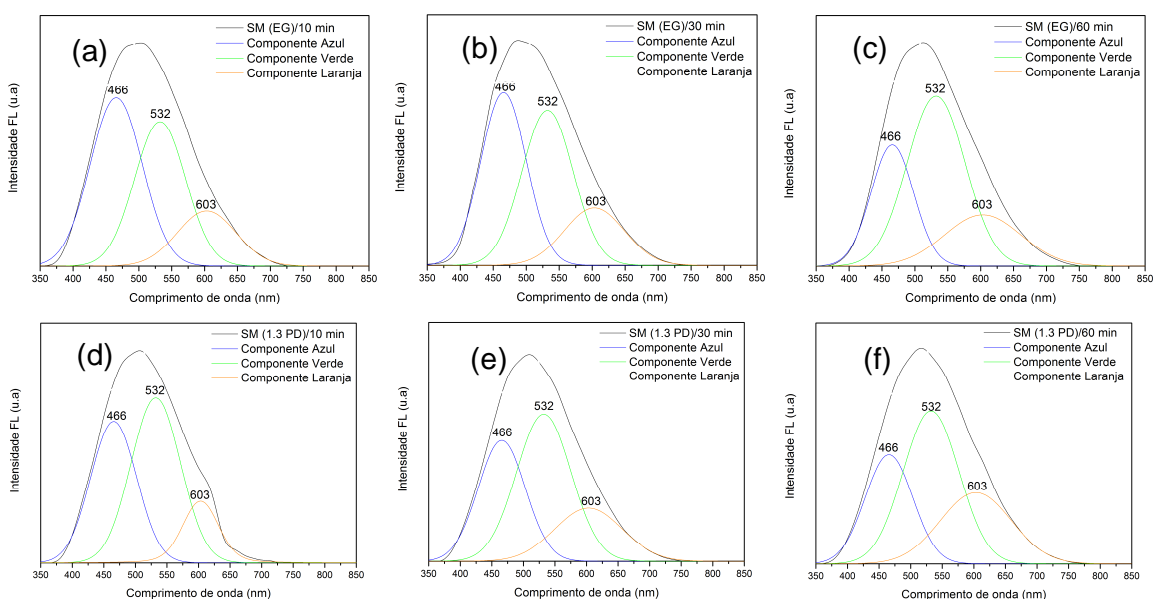 (a)
SM (EG)/10 min
Componente Azul
Componente Verde
Componente Laranja
466
532
603
Intensidade FL (u.a)
350 400 450 500 550 600 650 700 750 800 850
Comprimento de onda (nm)
(b)
SM (EG)/30 min
Componente Azul
Componente Verde
Componente Laranja
466
532
603
Intensidade FL (u.a)
350 400 450 500 550 600 650 700 750 800 850
Comprimento de onda (nm)
(c)
SM (EG)/60 min
Componente Azul
Componente Verde
Componente Laranja
466
532
603
Intensidade FL (u.a)
350 400 450 500 550 600 650 700 750 800 850
Comprimento de onda (nm)
(d)
SM (1.3 PD)/10 min
Componente Azul
Componente Verde
Componente Laranja
466
532
603
Intensidade FL (u.a)
350 400 450 500 550 600 650 700 750 800 850
Comprimento de onda (nm)
(e)
SM (1.3 PD)/30 min
Componente Azul
Componente Verde
Componente Laranja
466
532
603
Intensidade FL (u.a)
350 400 450 500 550 600 650 700 750 800 850
Comprimento de onda (nm)
(f)
SM (1.3 PD)/60 min
Componente Azul
Componente Verde
Componente Laranja
466
532
603
Intensidade FL (u.a)
350 400 450 500 550 600 650 700 750 800 850
Comprimento de onda (nm)